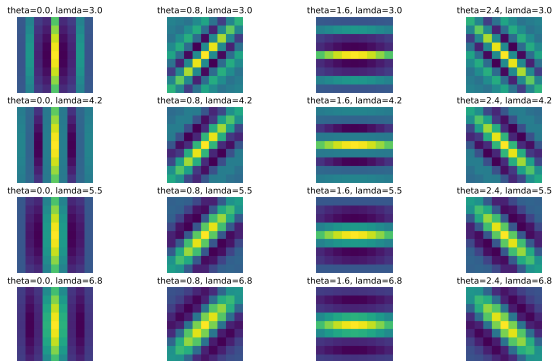 theta=0.0, lamda=3.0
theta=0.8, lamda=3.0
theta=1.6, lamda=3.0
theta=2.4, lamda=3.0
theta=0.0, lamda=4.2
theta=0.8, lamda=4.2
theta=1.6, lamda=4.2
theta=2.4, lamda=4.2
theta=0.0, lamda=5.5
theta=0.8, lamda=5.5
theta=1.6, lamda=5.5
theta=2.4, lamda=5.5
theta=0.0, lamda=6.8
theta=0.8, lamda=6.8
theta=1.6, lamda=6.8
theta=2.4, lamda=6.8